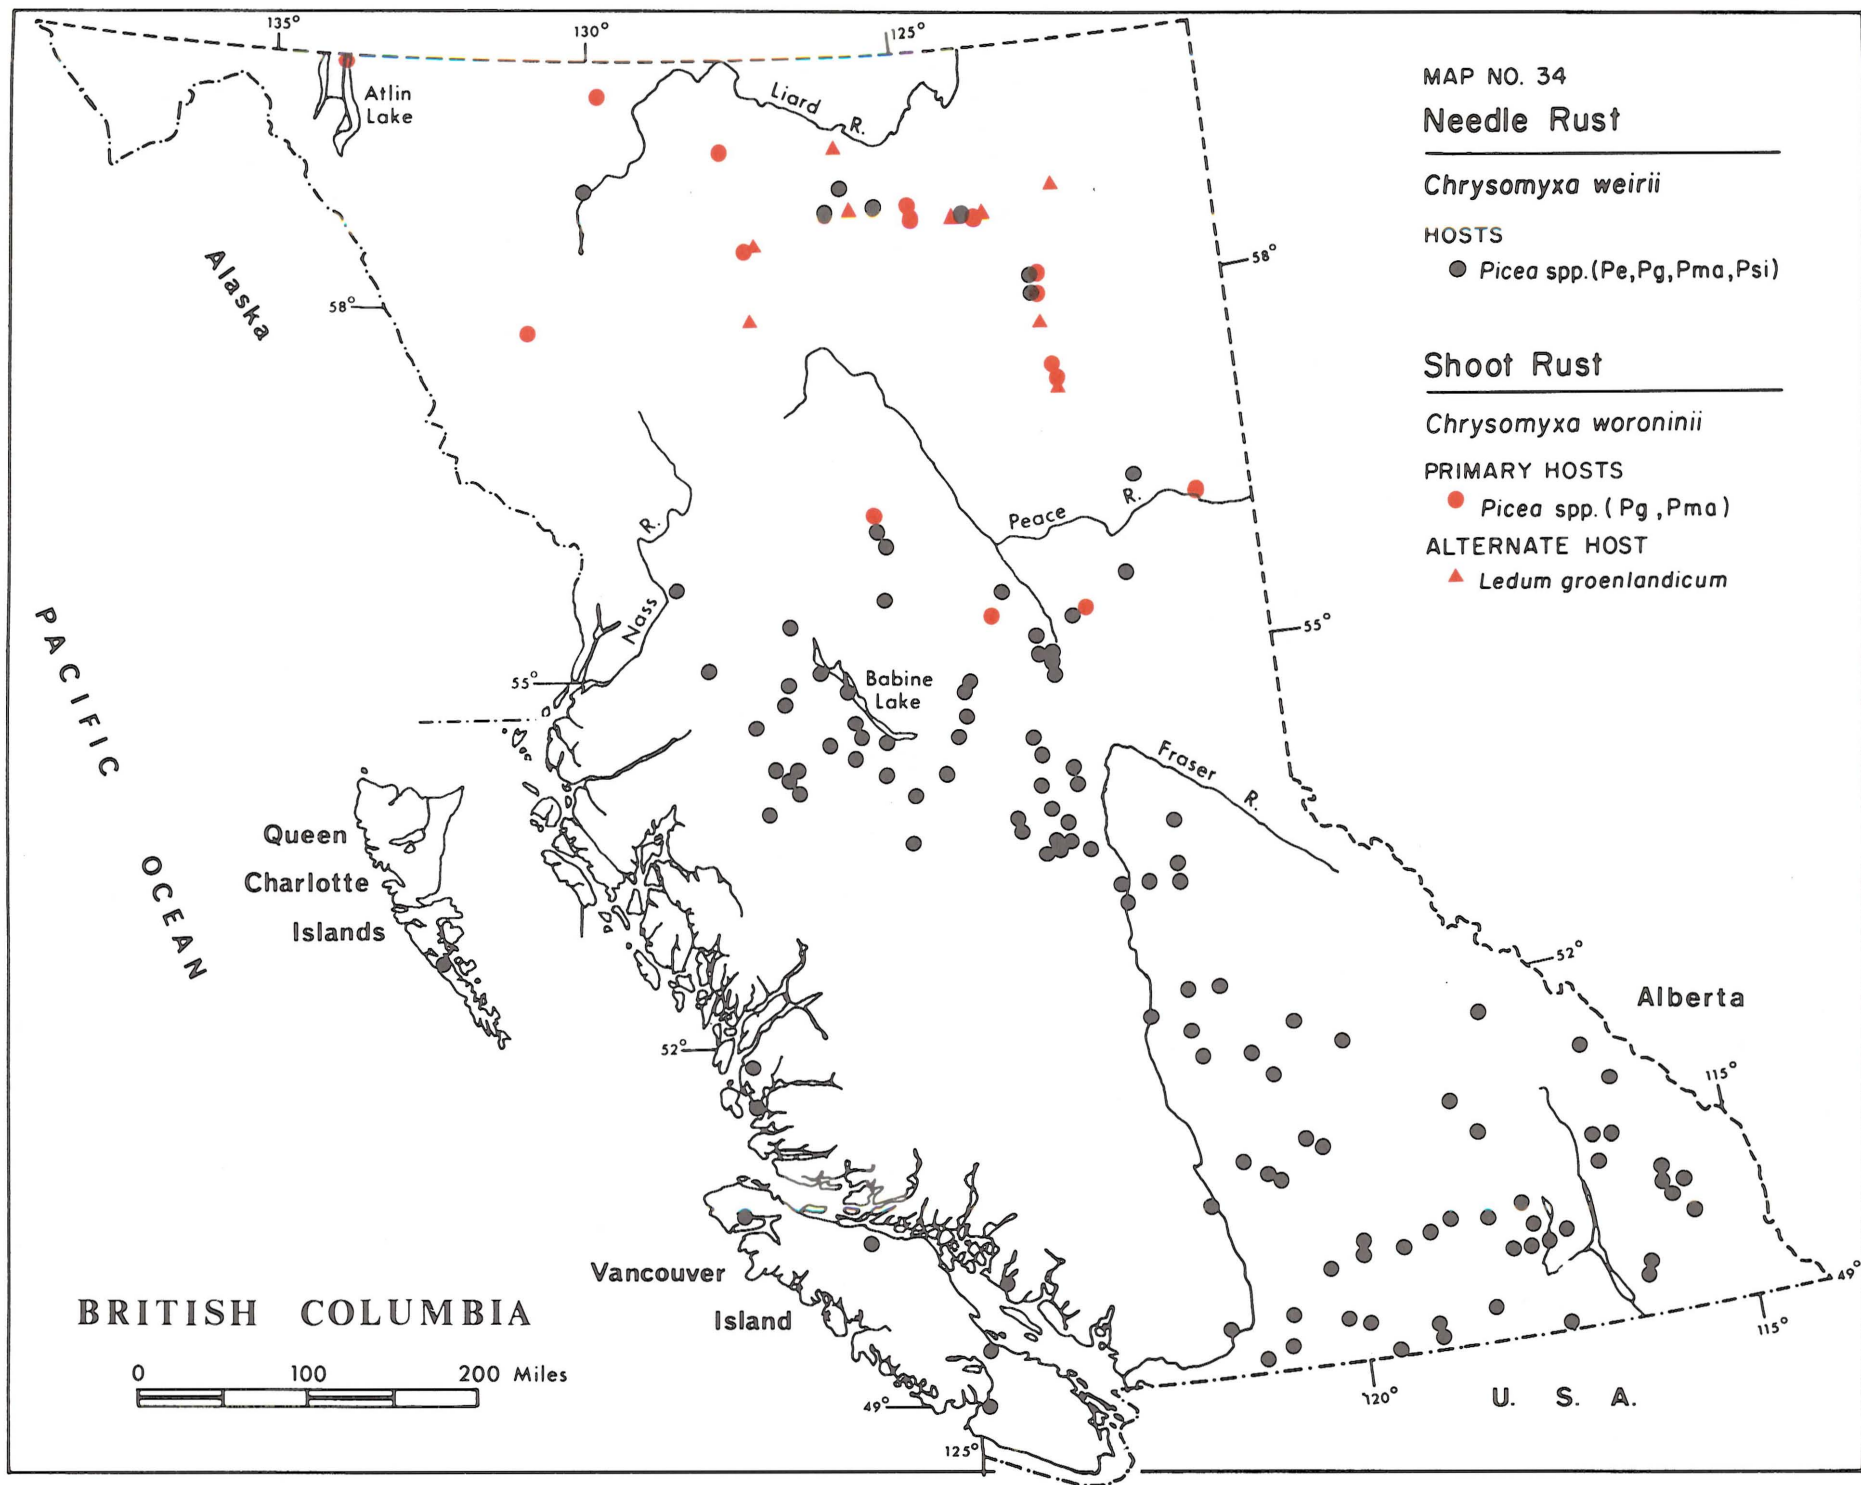 MAP NO. 34
Needle Rust
Chrysomyxa weirii
HOSTS
Picea spp. (Pe, Pg, Pma, Psi)
Shoot Rust
Chrysomyxa woroninii
PRIMARY HOSTS
Picea spp. ( Pg , Pma )
ALTERNATE HOST
Ledum groenlandicum
135°
130°
125°
Atlin
Lake
Liard
R.
Alaska
58°
58°
Peace
R.
Nass
R.
55°
55°
Babine
Lake
Fraser
R.
PACIFIC
OCEAN
Queen
Charlotte
Islands
52°
52°
Alberta
115°
Vancouver
Island
BRITISH COLUMBIA
0 100 200 Miles
49°
49°
125°
120°
115°
U. S. A.